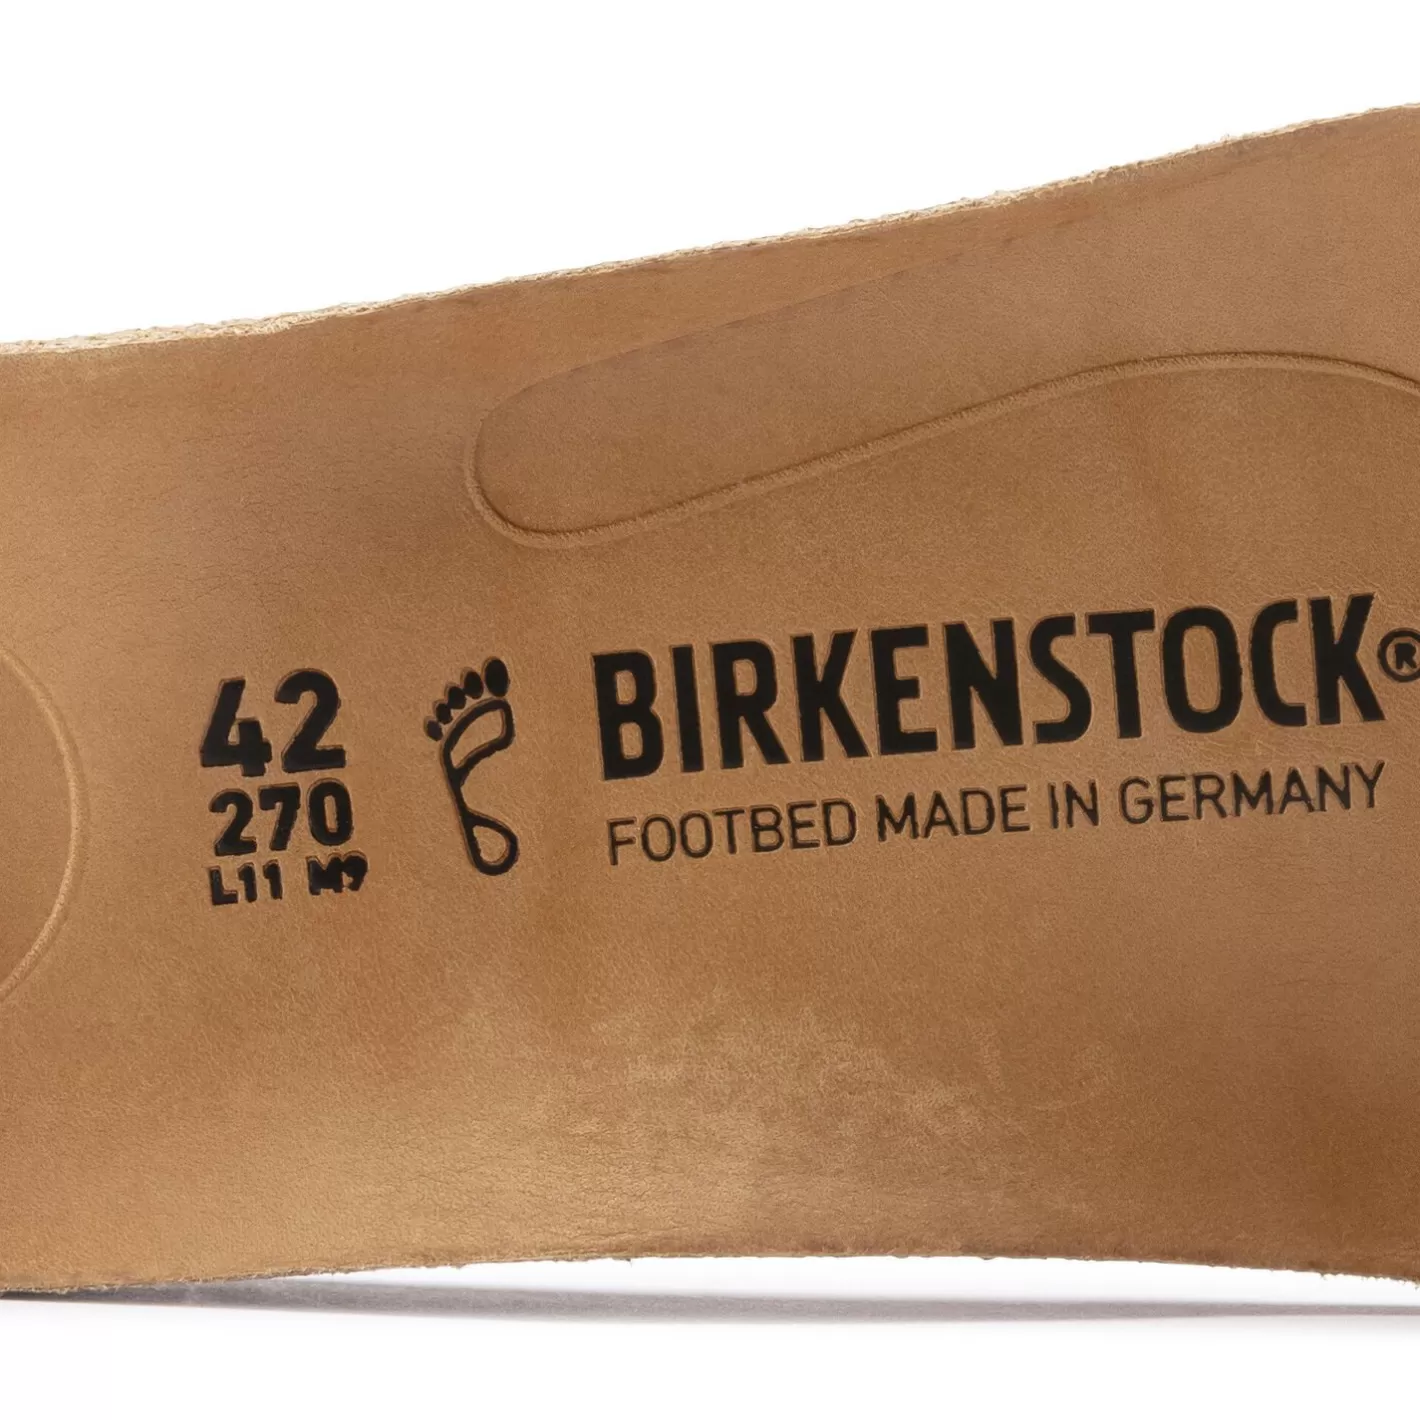 42
270
L11 M9
BIRKENSTOCK®
FOOTBED MADE IN GERMANY